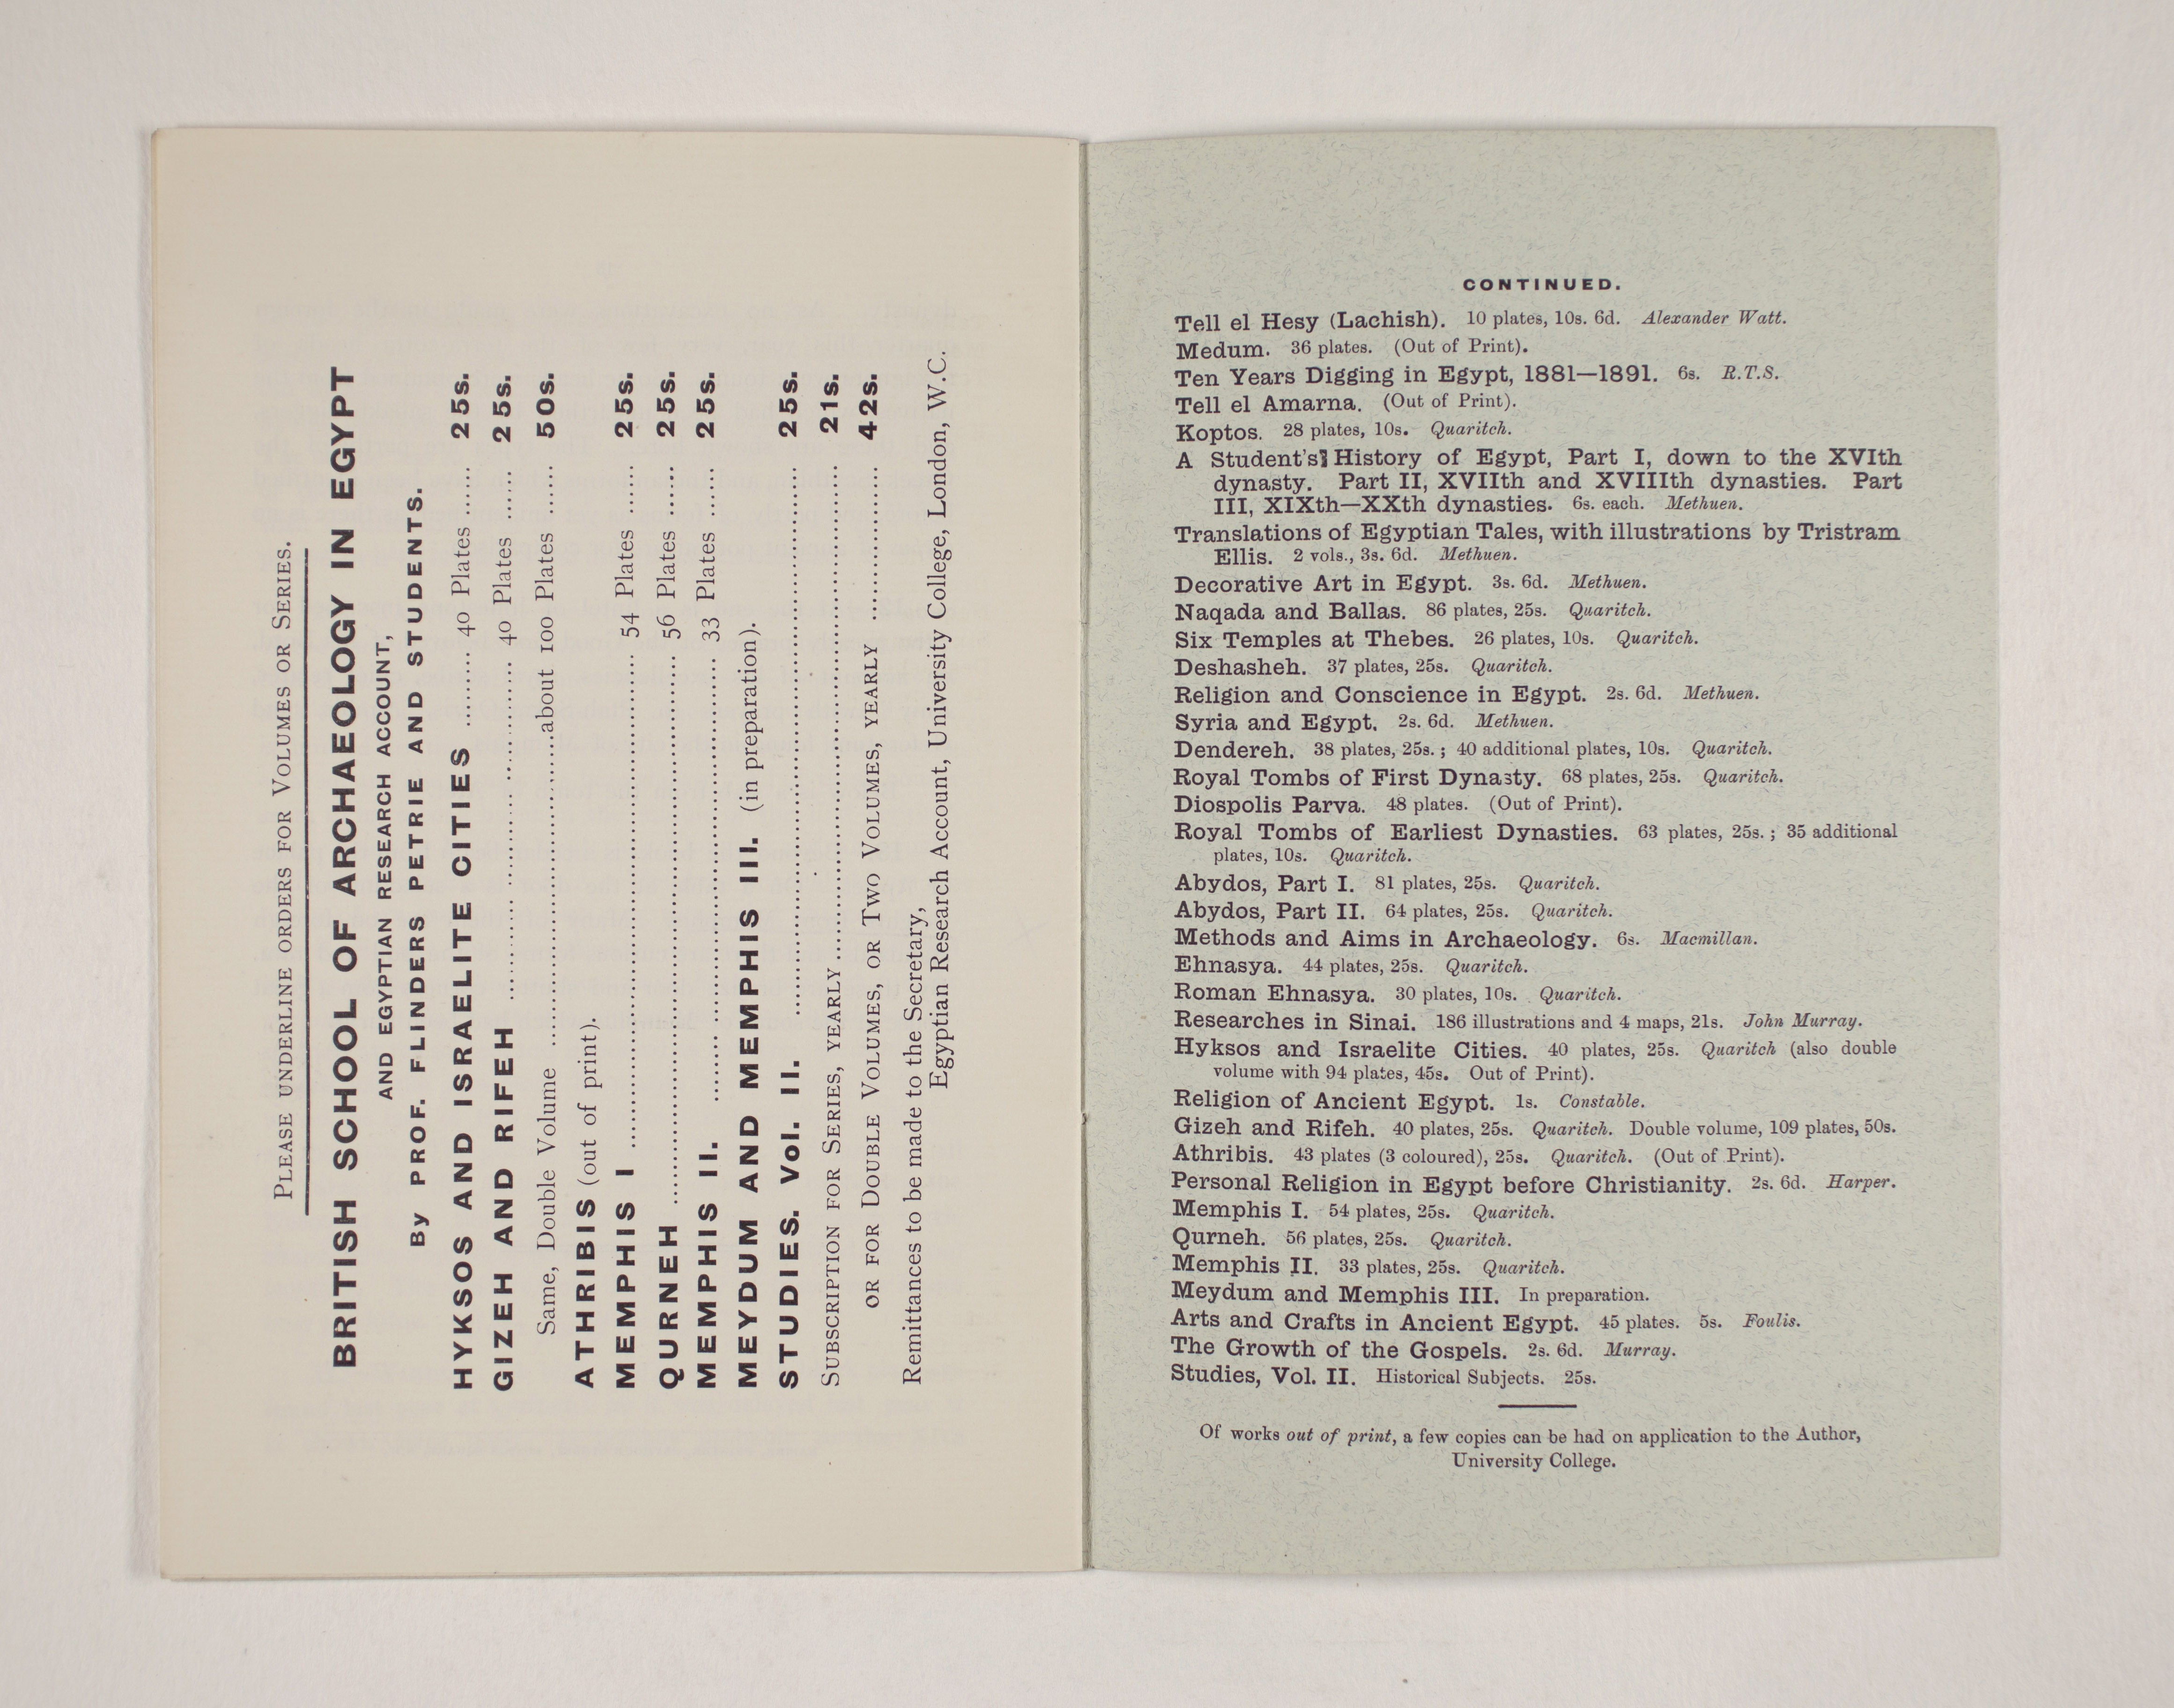 PLEASE UNDERLINE ORDERS FOR VOLUMES OR SERIES.
BRITISH SCHOOL OF ARCHAEOLOGY IN EGYPT
AND EGYPTIAN RESEARCH ACCOUNT,
By PROF. FLINDERS PETRIE AND STUDENTS.
HYKSOS AND ISRAELITE CITIES ......... 40 Plates ...... 25s.
GIZEH AND RIFEH ........................ 40 Plates ...... 25s.
Same, Double Volume ........................about 100 Plates ...... 50s.
ATHRIBIS (out of print).
MEMPHIS I ........................ 54 Plates ...... 25s.
QURNEH ........................ 56 Plates ...... 25s.
MEMPHIS II. ........................ 33 Plates ...... 25s.
MEYDUM AND MEMPHIS III. (in preparation).
STUDIES. Vol. II. ........................ 25s.
SUBSCRIPTION FOR SERIES, YEARLY ........................ 21s.
OR FOR DOUBLE VOLUMES, OR TWO VOLUMES, YEARLY ............... 42s.
Remittances to be made to the Secretary,
Egyptian Research Account, University College, London, W.C.
CONTINUED.
Tell el Hesy (Lachish). 10 plates, 10s. 6d. Alexander Watt.
Medum. 36 plates. (Out of Print).
Ten Years Digging in Egypt, 1881—1891. 6s. R.T.S.
Tell el Amarna. (Out of Print).
Koptos. 28 plates, 10s. Quaritch.
A Student's History of Egypt, Part I, down to the XVIth
dynasty. Part II, XVIIth and XVIIIth dynasties. Part
III, XIXth—XXth dynasties. 6s. each. Methuen.
Translations of Egyptian Tales, with illustrations by Tristram
Ellis. 2 vols., 3s. 6d. Methuen.
Decorative Art in Egypt. 3s. 6d. Methuen.
Naqada and Ballas. 86 plates, 25s. Quaritch.
Six Temples at Thebes. 26 plates, 10s. Quaritch.
Deshasheh. 37 plates, 25s. Quaritch.
Religion and Conscience in Egypt. 2s. 6d. Methuen.
Syria and Egypt. 2s. 6d. Methuen.
Dendereh. 38 plates, 25s.; 40 additional plates, 10s. Quaritch.
Royal Tombs of First Dynasty. 68 plates, 25s. Quaritch.
Diospolis Parva. 48 plates. (Out of Print).
Royal Tombs of Earliest Dynasties. 63 plates, 25s.; 35 additional
plates, 10s. Quaritch.
Abydos, Part I. 81 plates, 25s. Quaritch.
Abydos, Part II. 64 plates, 25s. Quaritch.
Methods and Aims in Archaeology. 6s. Macmillan.
Ehnasya. 44 plates, 25s. Quaritch.
Roman Ehnasya. 30 plates, 10s. Quaritch.
Researches in Sinai. 186 illustrations and 4 maps, 21s. John Murray.
Hyksos and Israelite Cities. 40 plates, 25s. Quaritch (also double
volume with 94 plates, 45s. Out of Print).
Religion of Ancient Egypt. 1s. Constable.
Gizeh and Rifeh. 40 plates, 25s. Quaritch. Double volume, 109 plates, 50s.
Athribis. 43 plates (3 coloured), 25s. Quaritch. (Out of Print).
Personal Religion in Egypt before Christianity. 2s. 6d. Harper.
Memphis I. 54 plates, 25s. Quaritch.
Qurneh. 56 plates, 25s. Quaritch.
Memphis II. 33 plates, 25s. Quaritch.
Meydum and Memphis III. In preparation.
Arts and Crafts in Ancient Egypt. 45 plates. 5s. Foulis.
The Growth of the Gospels. 2s. 6d. Murray.
Studies, Vol. II. Historical Subjects. 25s.
Of works out of print, a few copies can be had on application to the Author,
University College.